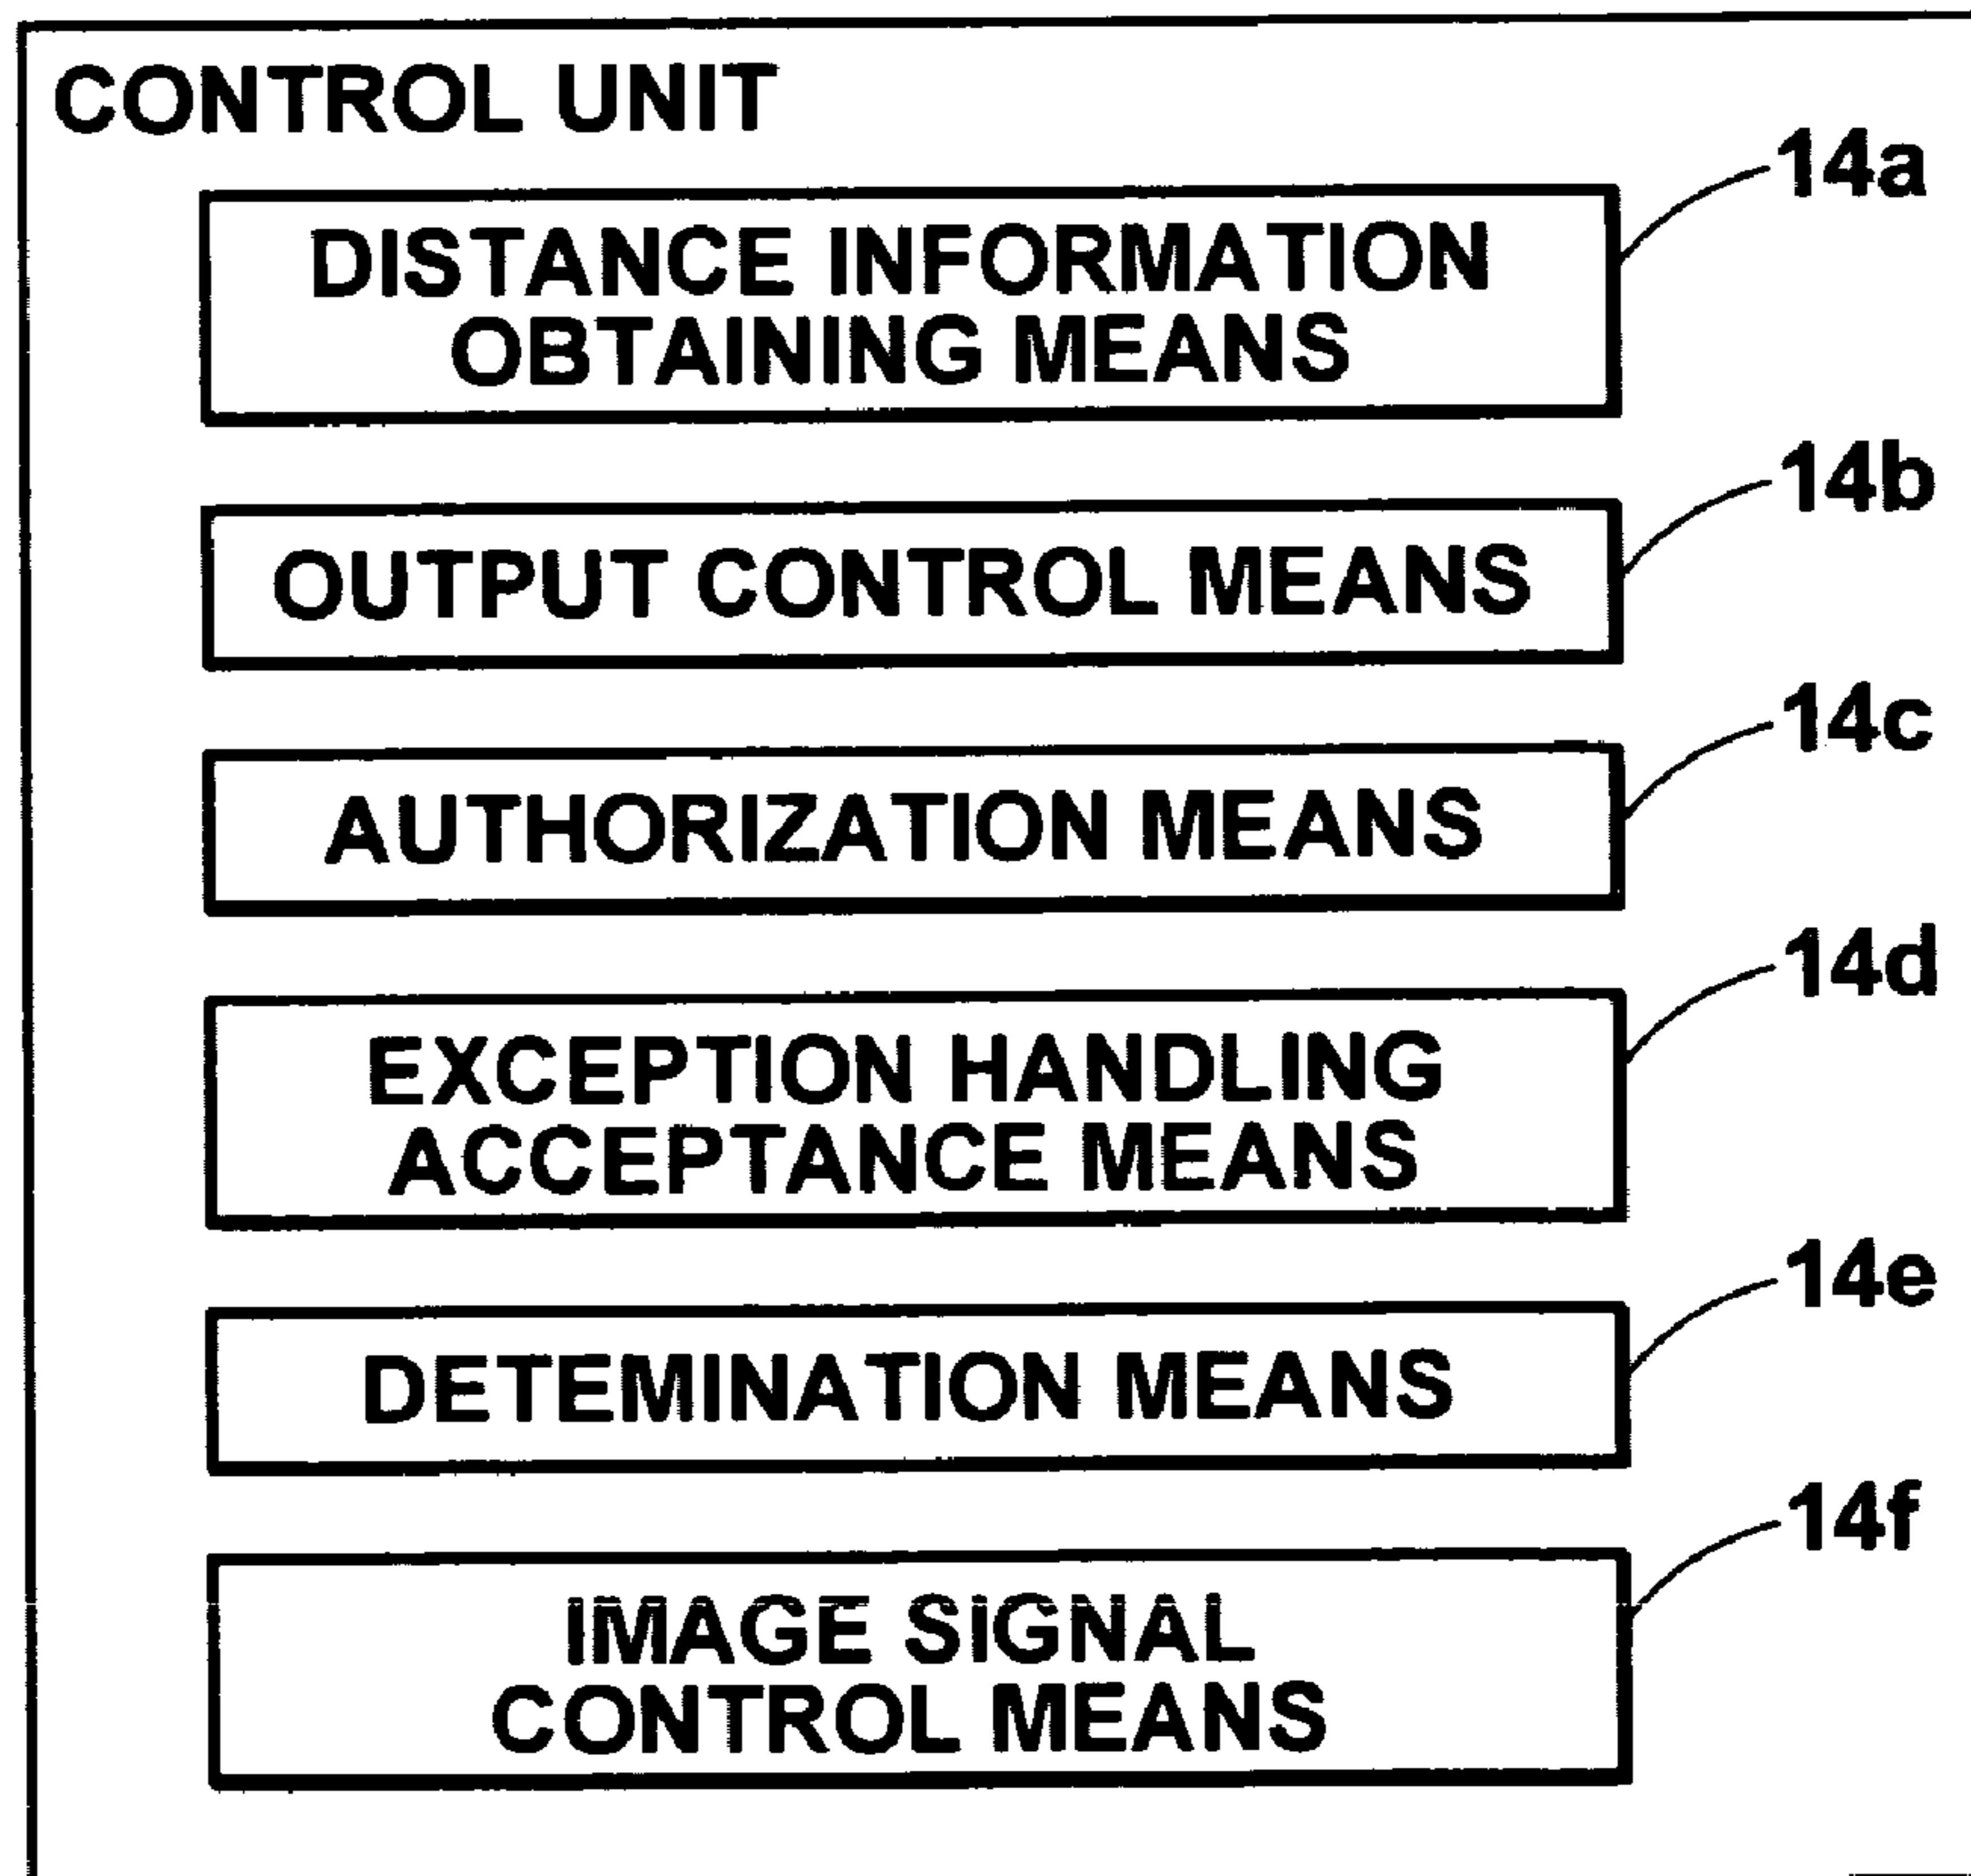 CONTROL UNIT
14a
DISTANCE INFORMATION
OBTAINING MEANS
14b
OUTPUT CONTROL MEANS
14c
AUTHORIZATION MEANS
14d
EXCEPTION HANDLING
ACCEPTANCE MEANS
14e
DETEMINATION MEANS
14f
IMAGE SIGNAL
CONTROL MEANS